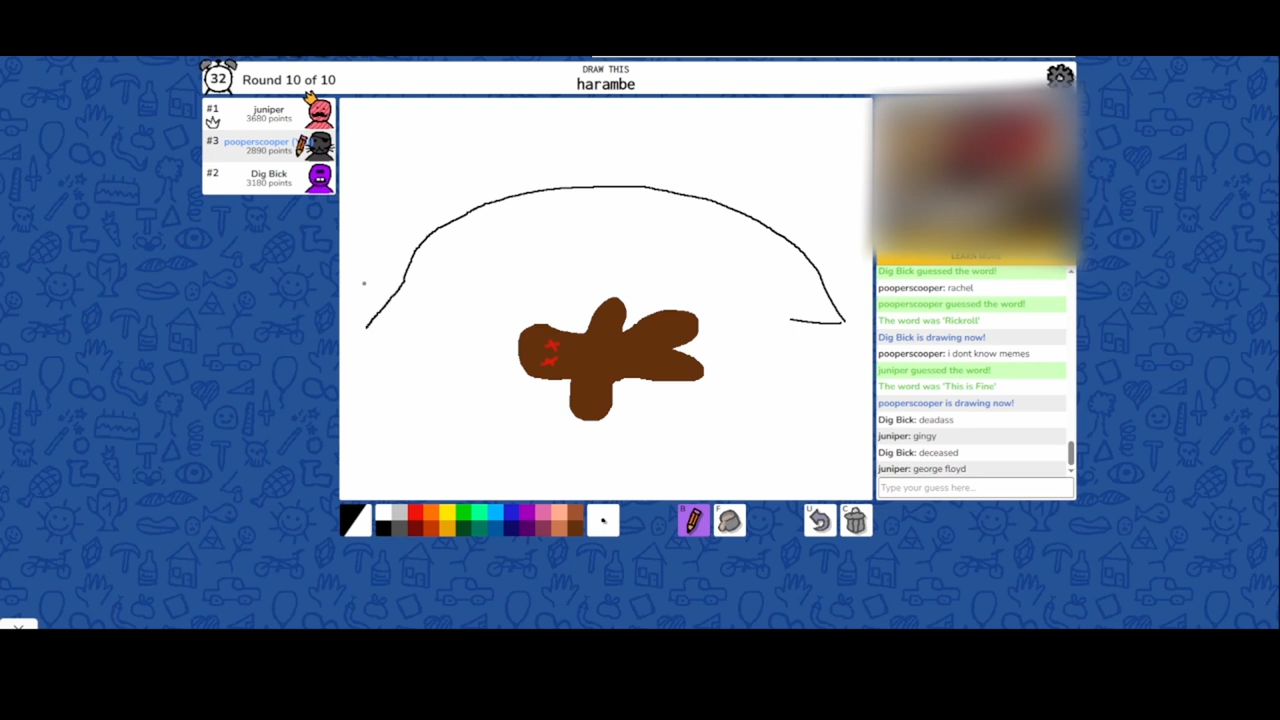 32
Round 10 of 10
DRAW THIS
harambe
#1
juniper
3680 points
#3
pooperscooper
2890 points
#2
Dig Bick
3180 points
LEARN MORE
Dig Bick guessed the word!
pooperscooper: rachel
pooperscooper guessed the word!
The word was 'Rickroll'
Dig Bick is drawing now!
pooperscooper: i dont know memes
juniper guessed the word!
The word was 'This is Fine'
pooperscooper is drawing now!
Dig Bick: deadass
juniper: gingy
Dig Bick: deceased
juniper: george floyd
Type your guess here...
B
F
U
C